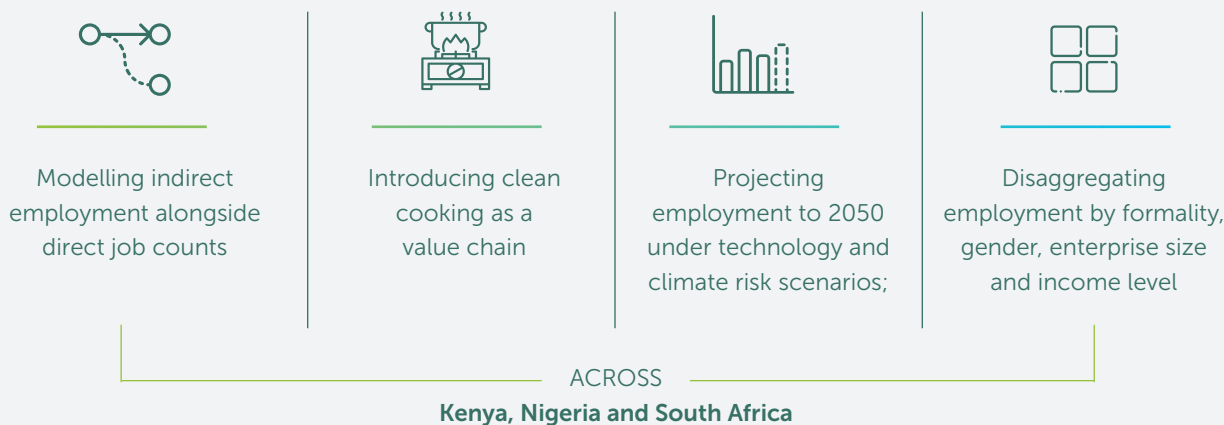 Modelling indirect
employment alongside
direct job counts
Introducing clean
cooking as a
value chain
Projecting
employment to 2050
under technology and
climate risk scenarios;
Disaggregating
employment by formality,
gender, enterprise size
and income level
ACROSS
Kenya, Nigeria and South Africa